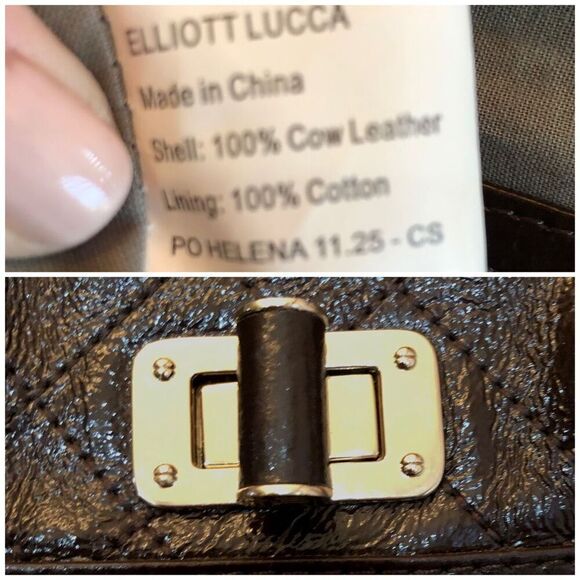 ELLIOTT LUCCA
Made in China
Shell: 100% Cow Leather
Lining: 100% Cotton
PO HELENA 11.25 - CS